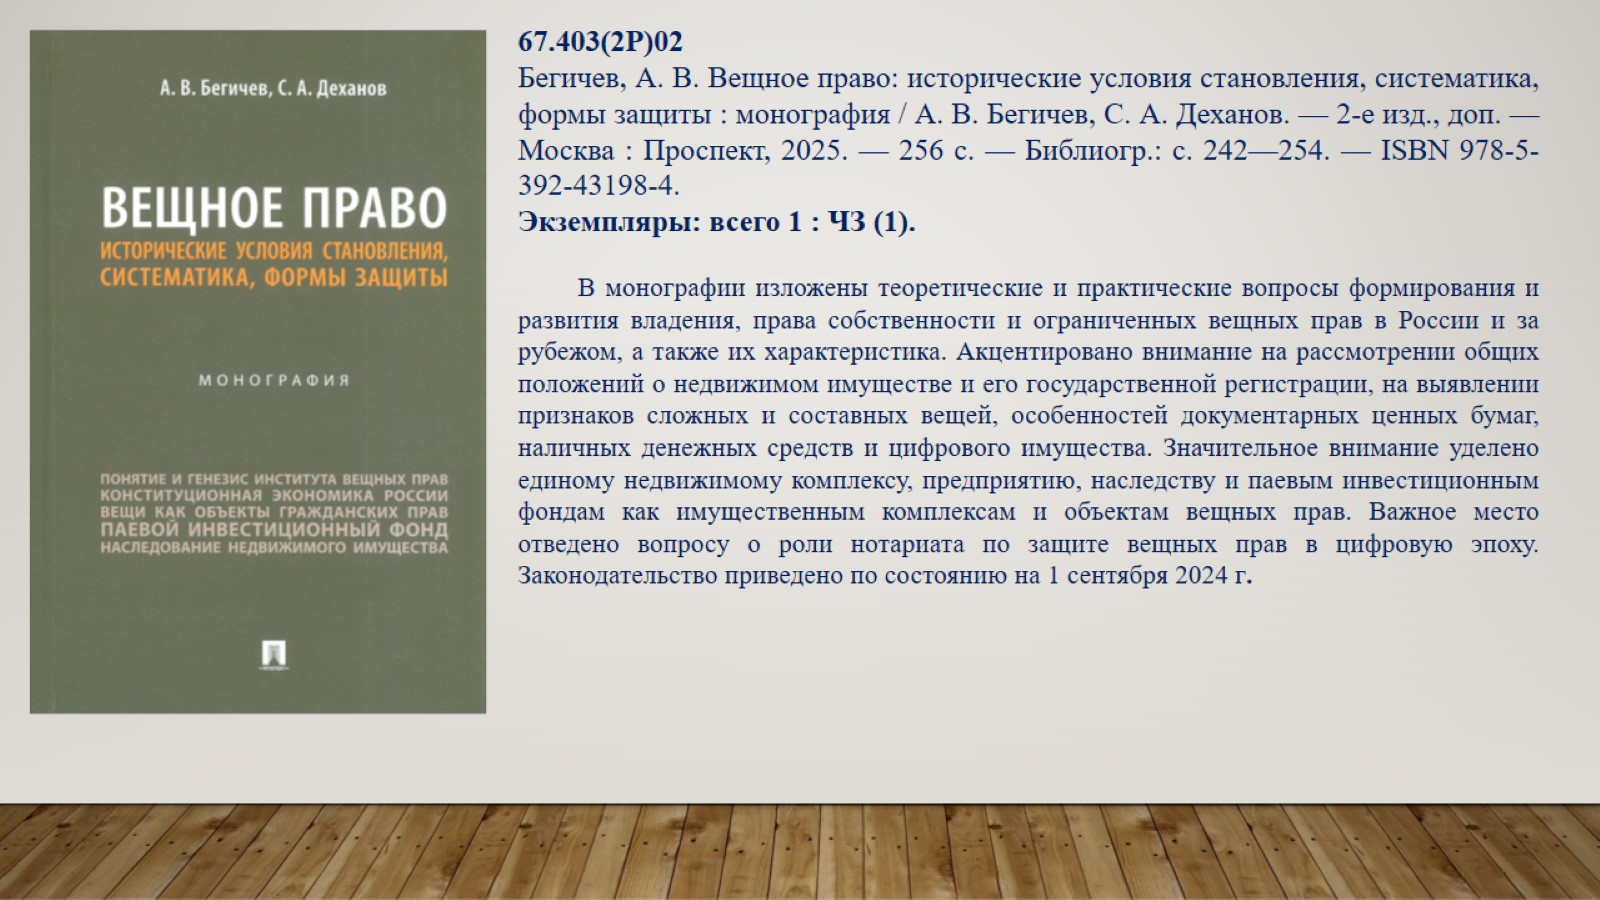 А. В. Бегичев, С. А. Деханов
ВЕЩНОЕ ПРАВО
ИСТОРИЧЕСКИЕ УСЛОВИЯ СТАНОВЛЕНИЯ,
СИСТЕМАТИКА, ФОРМЫ ЗАЩИТЫ
МОНОГРАФИЯ
ПОНЯТИЕ И ГЕНЕЗИС ИНСТИТУТА ВЕЩНЫХ ПРАВ
КОНСТИТУЦИОННАЯ ЭКОНОМИКА РОССИИ
ВЕЩИ КАК ОБЪЕКТЫ ГРАЖДАНСКИХ ПРАВ
ПАЕВОЙ ИНВЕСТИЦИОННЫЙ ФОНД
НАСЛЕДОВАНИЕ НЕДВИЖИМОГО ИМУЩЕСТВА
67.403(2Р)02
Бегичев, А. В. Вещное право: исторические условия становления, систематика,
формы защиты : монография / А. В. Бегичев, С. А. Деханов. — 2-е изд., доп. —
Москва : Проспект, 2025. — 256 с. — Библиогр.: с. 242—254. — ISBN 978-5-
392-43198-4.
Экземпляры: всего 1 : ЧЗ (1).
В монографии изложены теоретические и практические вопросы формирования и
развития владения, права собственности и ограниченных вещных прав в России и за
рубежом, а также их характеристика. Акцентировано внимание на рассмотрении общих
положений о недвижимом имуществе и его государственной регистрации, на выявлении
признаков сложных и составных вещей, особенностей документарных ценных бумаг,
наличных денежных средств и цифрового имущества. Значительное внимание уделено
единому недвижимому комплексу, предприятию, наследству и паевым инвестиционным
фондам как имущественным комплексам и объектам вещных прав. Важное место
отведено вопросу о роли нотариата по защите вещных прав в цифровую эпоху.
Законодательство приведено по состоянию на 1 сентября 2024 г.